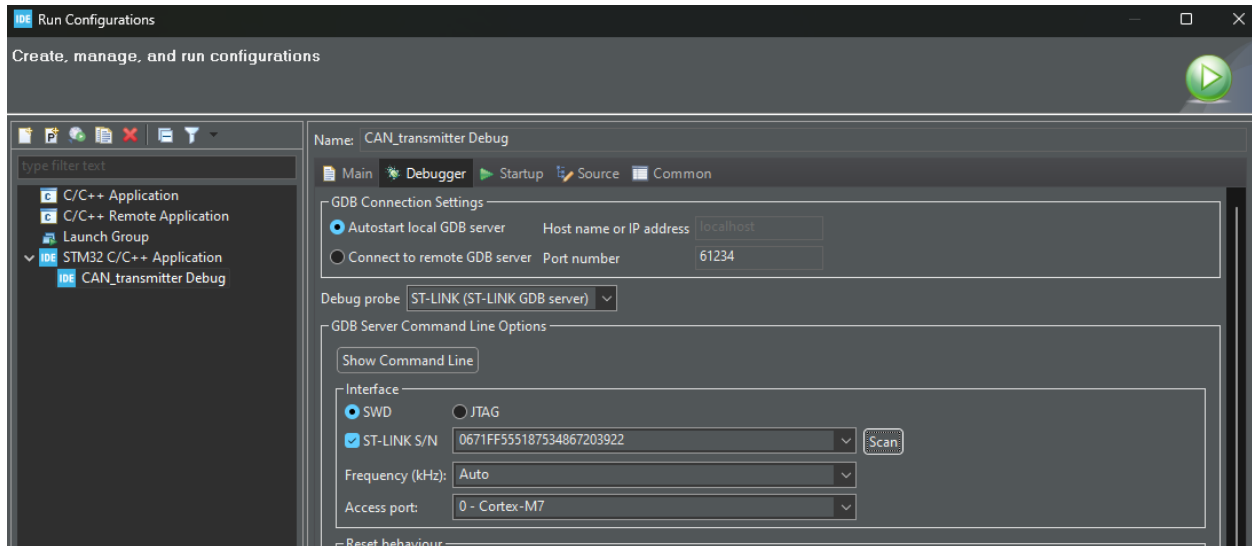 IDE Run Configurations
Create, manage, and run configurations
Name: CAN_transmitter Debug
type filter text
Main Debugger Startup Source Common
C/C++ Application
C/C++ Remote Application
Launch Group
IDE STM32 C/C++ Application
IDE CAN_transmitter Debug
GDB Connection Settings
Autostart local GDB server Host name or IP address localhost
Connect to remote GDB server Port number 61234
Debug probe ST-LINK (ST-LINK GDB server)
GDB Server Command Line Options
Show Command Line
Interface
SWD JTAG
ST-LINK S/N 0671FF555187534867203922 Scan
Frequency (kHz): Auto
Access port: 0 - Cortex-M7
Reset behaviour